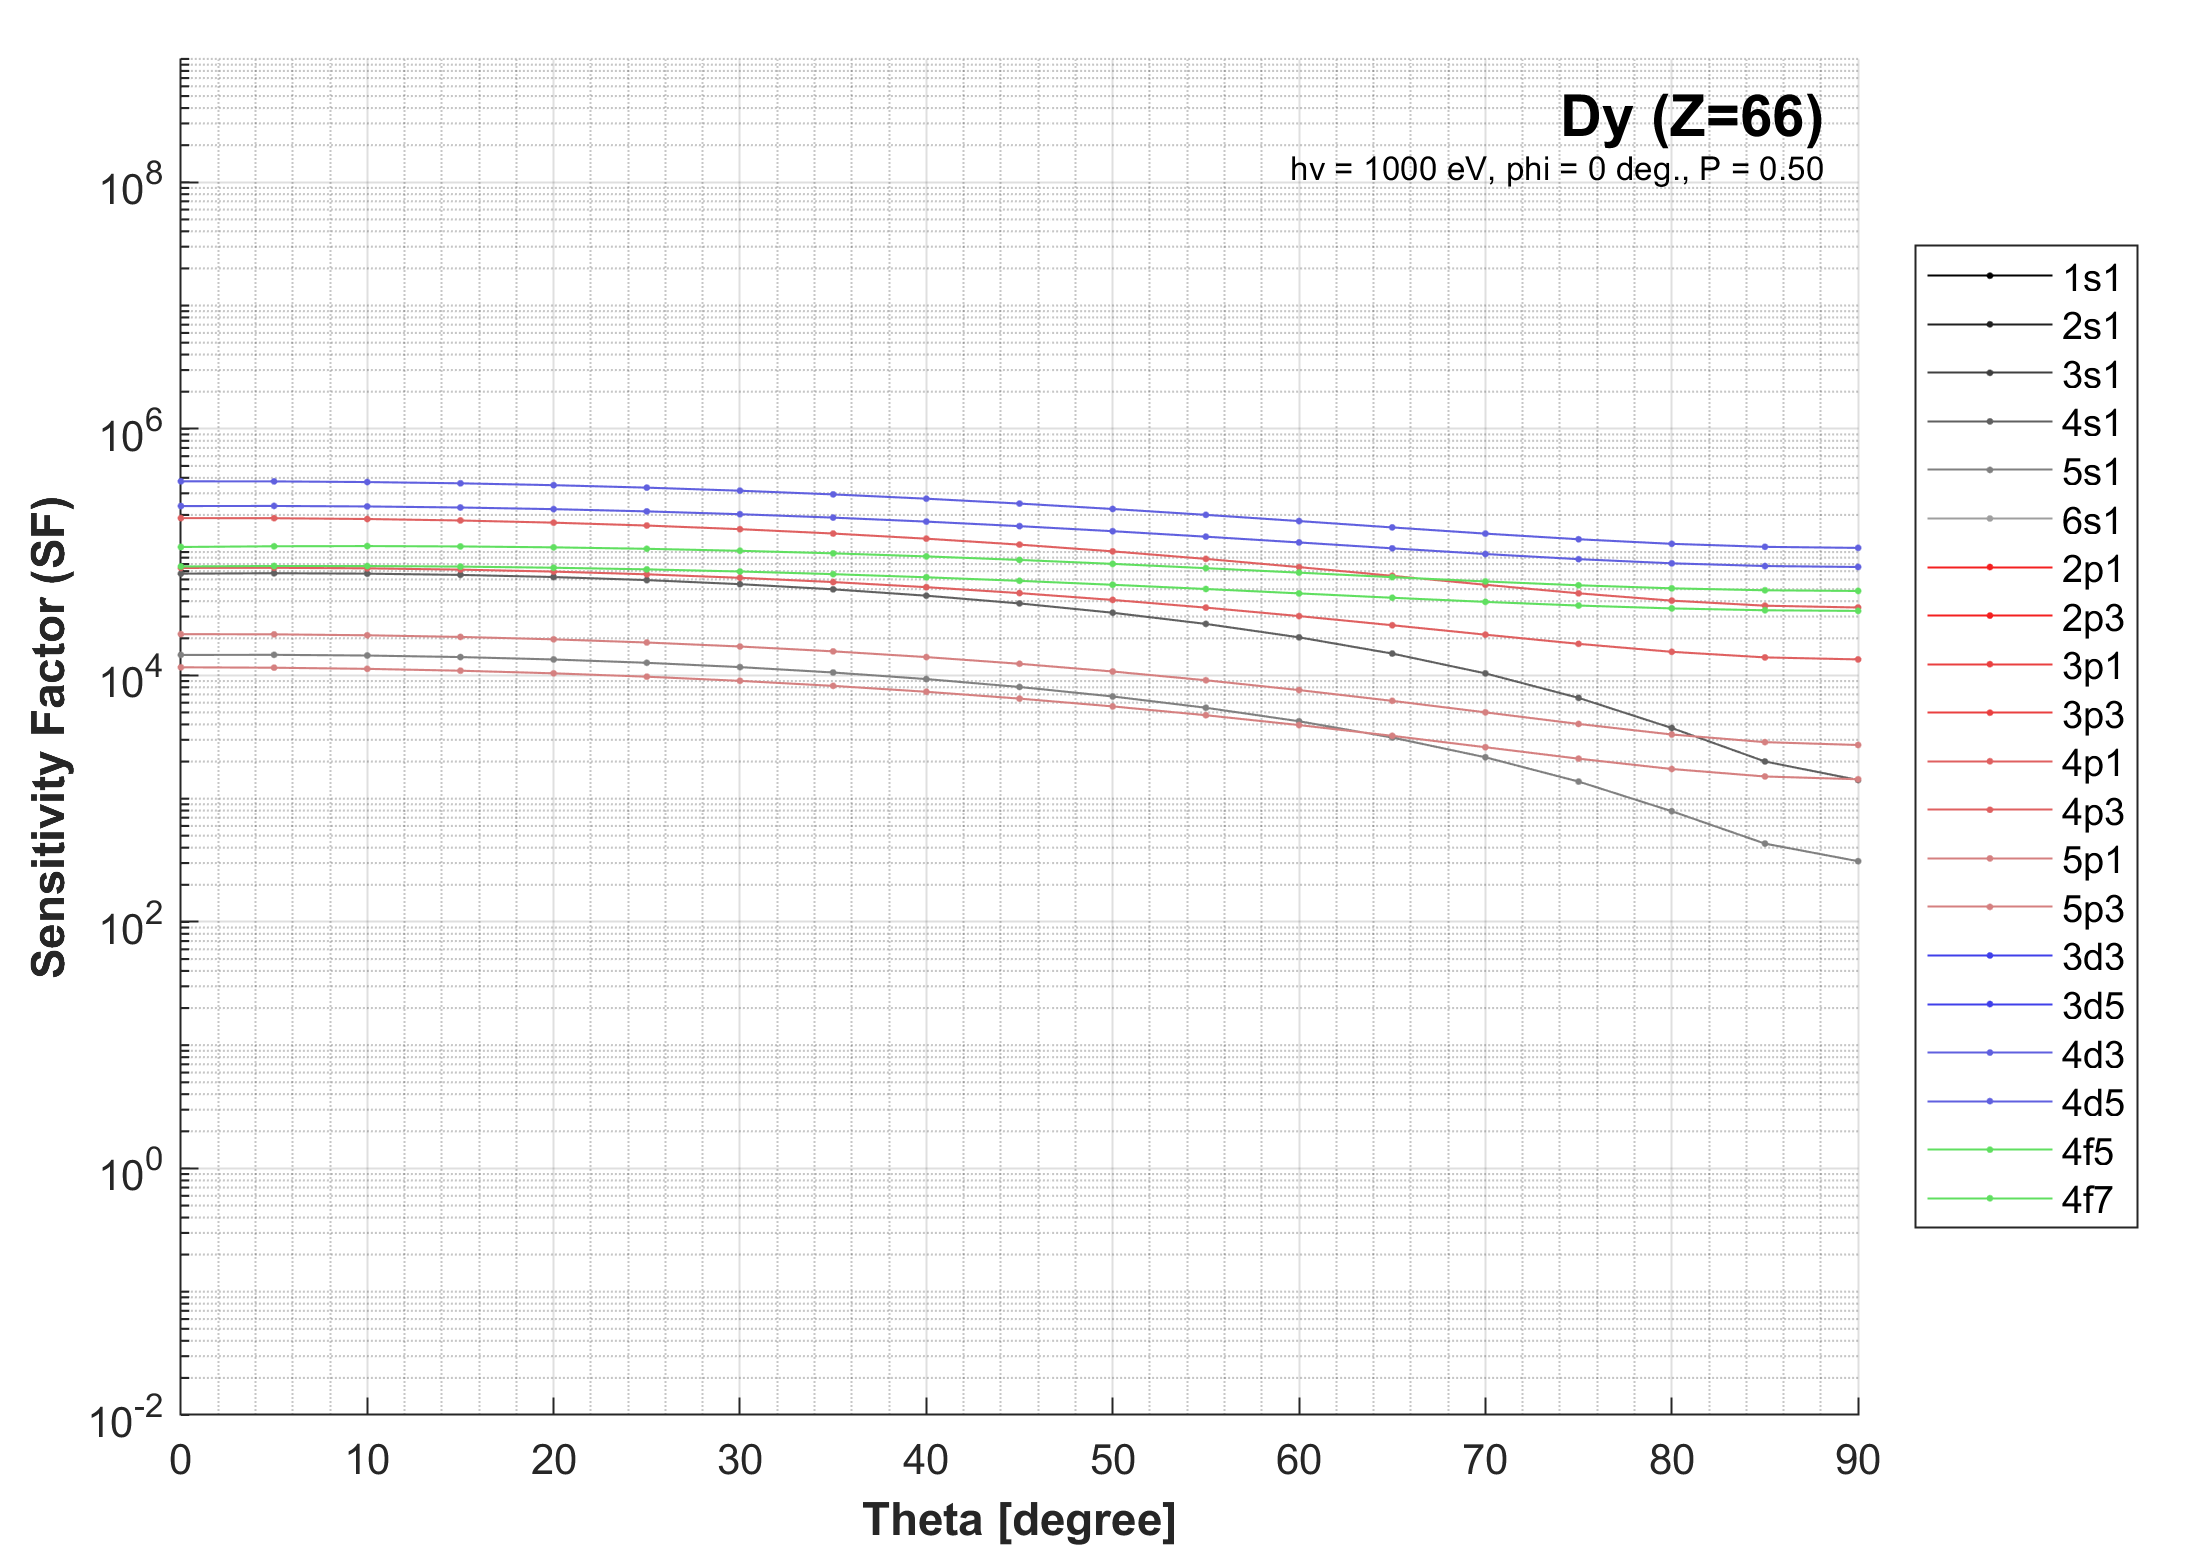 Dy (Z=66)
hv = 1000 eV, phi = 0 deg., P = 0.50
Sensitivity Factor (SF)
10^8
10^6
10^4
10^2
10^0
10^-2
0 10 20 30 40 50 60 70 80 90
Theta [degree]
1s1
2s1
3s1
4s1
5s1
6s1
2p1
2p3
3p1
3p3
4p1
4p3
5p1
5p3
3d3
3d5
4d3
4d5
4f5
4f7